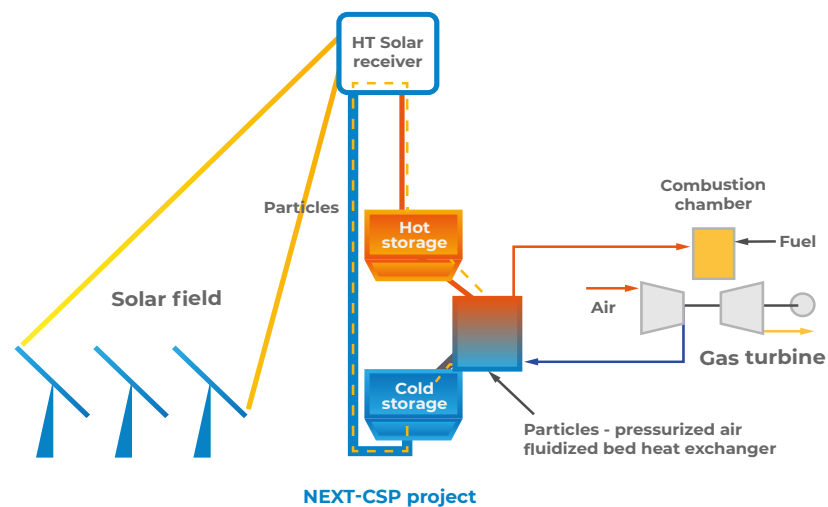 HT Solar
receiver
Particles
Hot
storage
Combustion
chamber
Fuel
Solar field
Air
Gas turbine
Cold
storage
Particles - pressurized air
fluidized bed heat exchanger
NEXT-CSP project